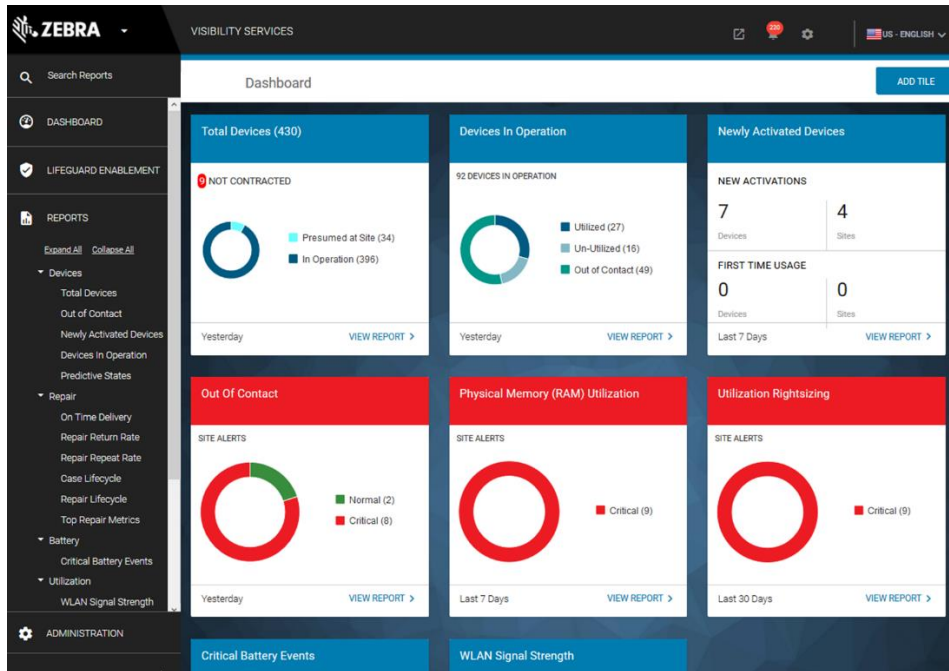 ZEBRA
VISIBILITY SERVICES
220
US - ENGLISH
Search Reports
DASHBOARD
LIFEGUARD ENABLEMENT
REPORTS
Expand All Collapse All
Devices
Total Devices
Out of Contact
Newly Activated Devices
Devices In Operation
Predictive States
Repair
On Time Delivery
Repair Return Rate
Repair Repeat Rate
Case Lifecycle
Repair Lifecycle
Top Repair Metrics
Battery
Critical Battery Events
Utilization
WLAN Signal Strength
ADMINISTRATION
Dashboard
ADD TILE
Total Devices (430)
9 NOT CONTRACTED
Presumed at Site (34)
In Operation (396)
Yesterday VIEW REPORT >
Devices In Operation
92 DEVICES IN OPERATION
Utilized (27)
Un-Utilized (16)
Out of Contact (49)
Yesterday VIEW REPORT >
Newly Activated Devices
NEW ACTIVATIONS
7 4
Devices Sites
FIRST TIME USAGE
0 0
Devices Sites
Last 7 Days VIEW REPORT >
Out Of Contact
SITE ALERTS
Normal (2)
Critical (8)
Yesterday VIEW REPORT >
Physical Memory (RAM) Utilization
SITE ALERTS
Critical (9)
Last 7 Days VIEW REPORT >
Utilization Rightsizing
SITE ALERTS
Critical (9)
Last 30 Days VIEW REPORT >
Critical Battery Events
WLAN Signal Strength